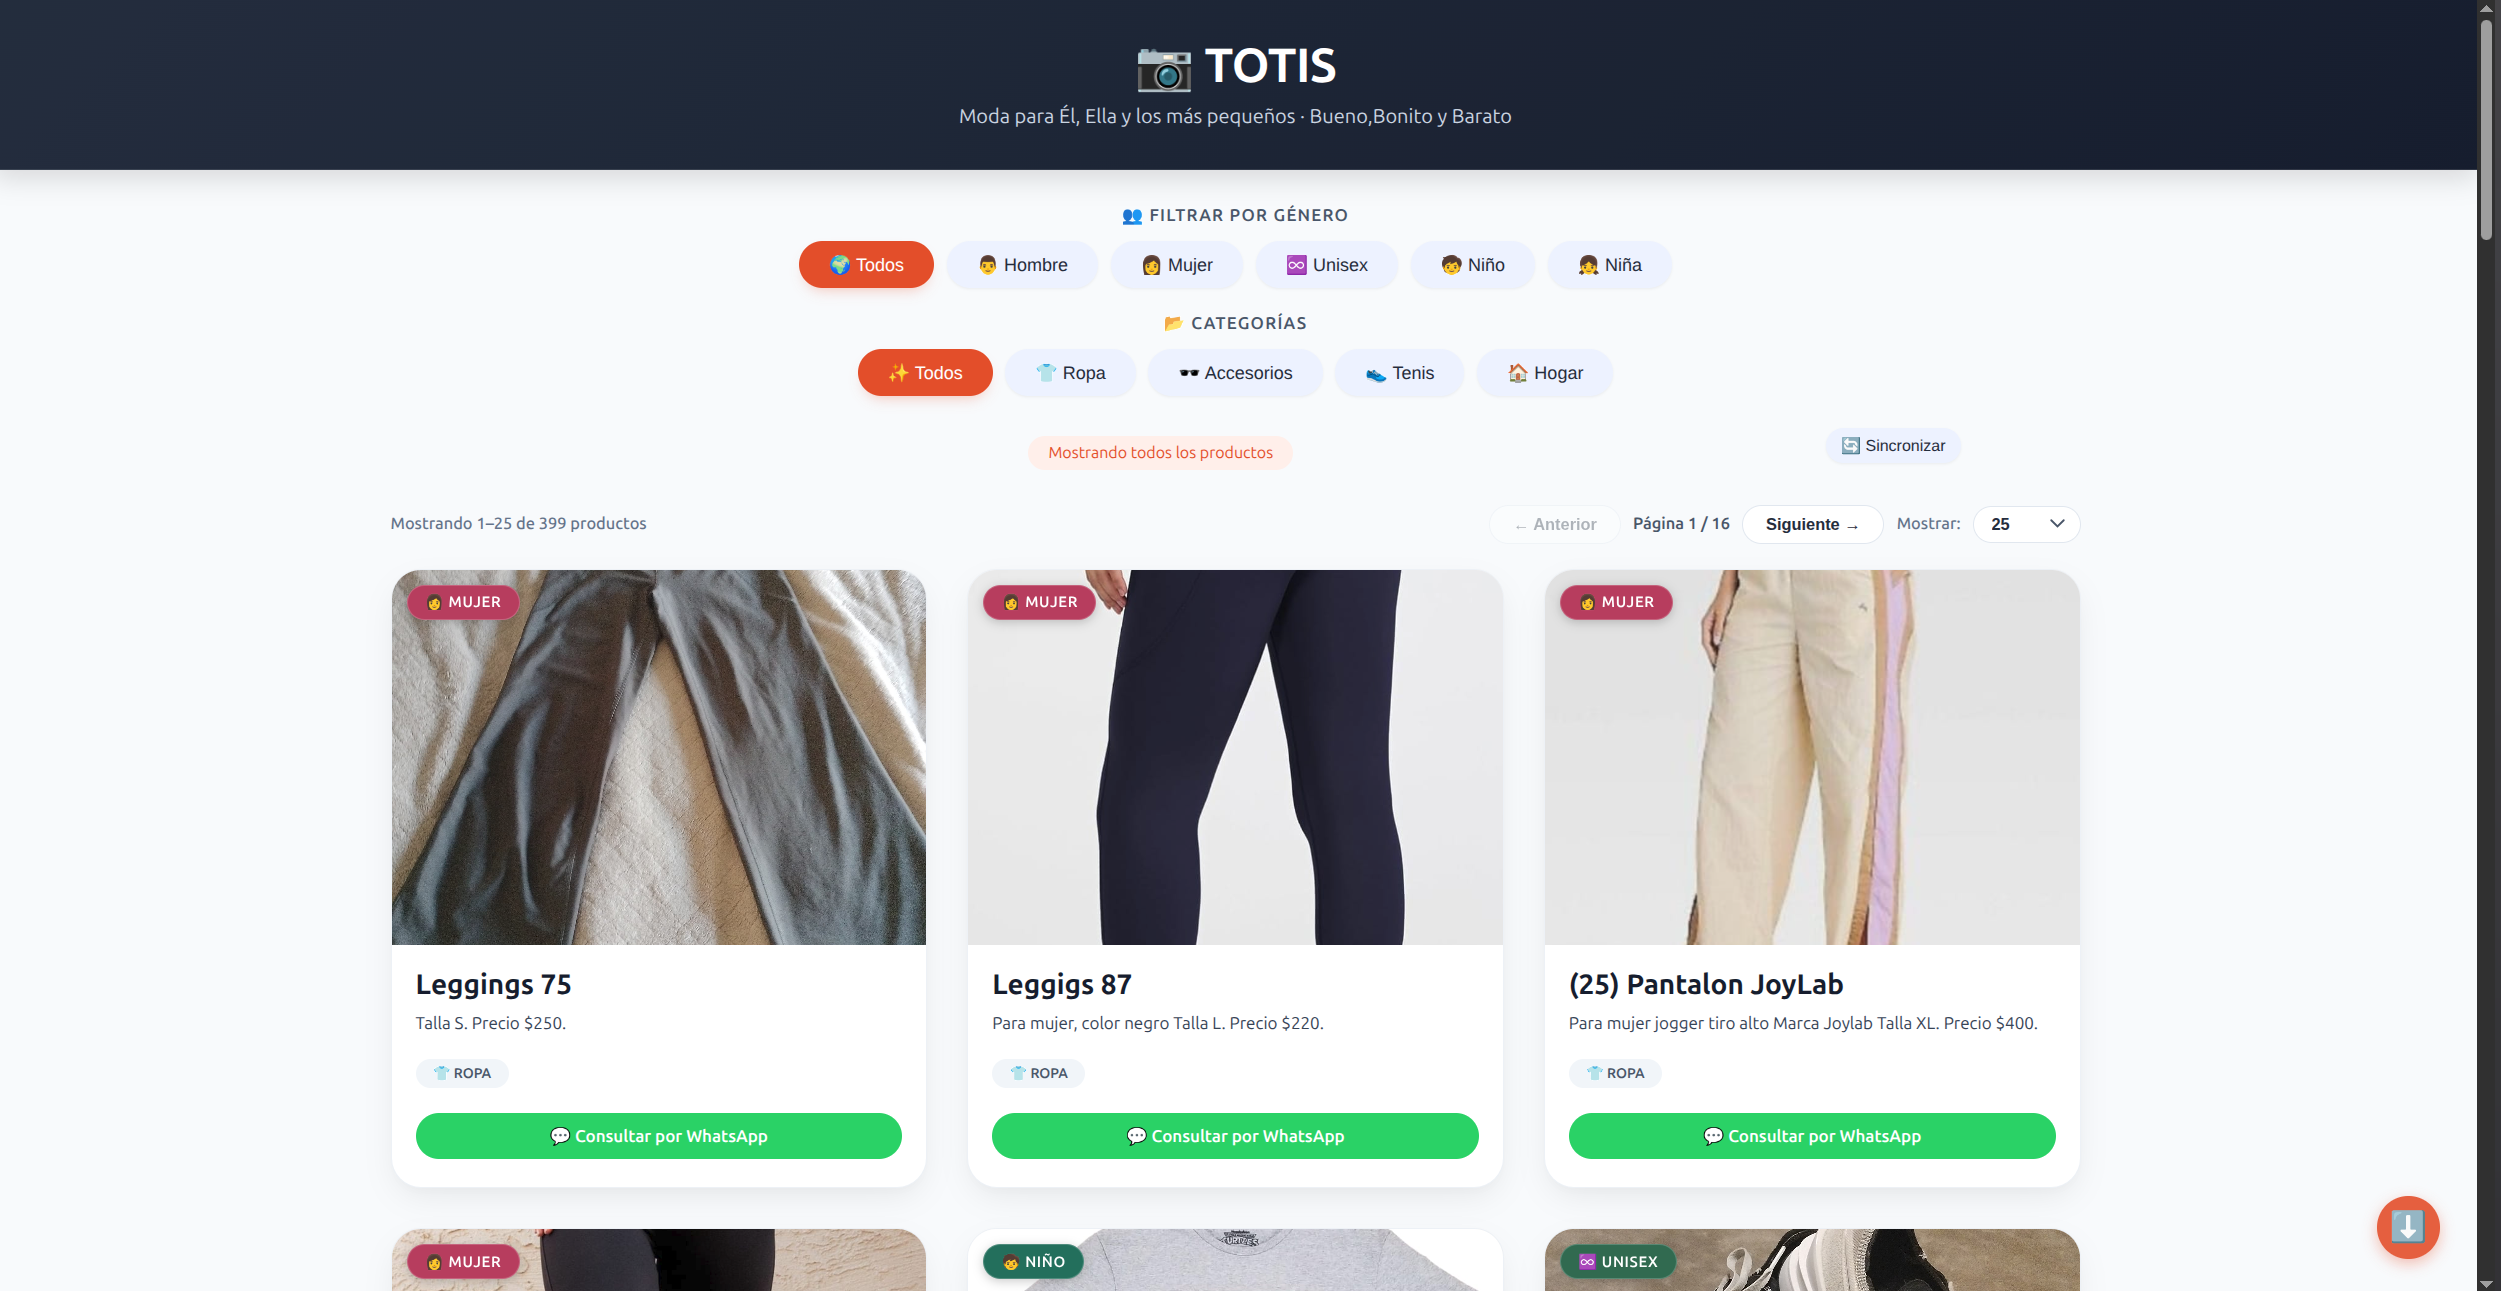 TOTIS
Moda para Él, Ella y los más pequeños · Bueno,Bonito y Barato
FILTRAR POR GÉNERO
Todos Hombre Mujer Unisex Niño Niña
CATEGORÍAS
Todos Ropa Accesorios Tenis Hogar
Mostrando todos los productos
Sincronizar
Mostrando 1–25 de 399 productos
← Anterior Página 1 / 16 Siguiente → Mostrar: 25
MUJER
MUJER
MUJER
Leggings 75
Talla S. Precio $250.
ROPA
Consultar por WhatsApp
Leggigs 87
Para mujer, color negro Talla L. Precio $220.
ROPA
Consultar por WhatsApp
(25) Pantalon JoyLab
Para mujer jogger tiro alto Marca Joylab Talla XL. Precio $400.
ROPA
Consultar por WhatsApp
MUJER
NIÑO
UNISEX